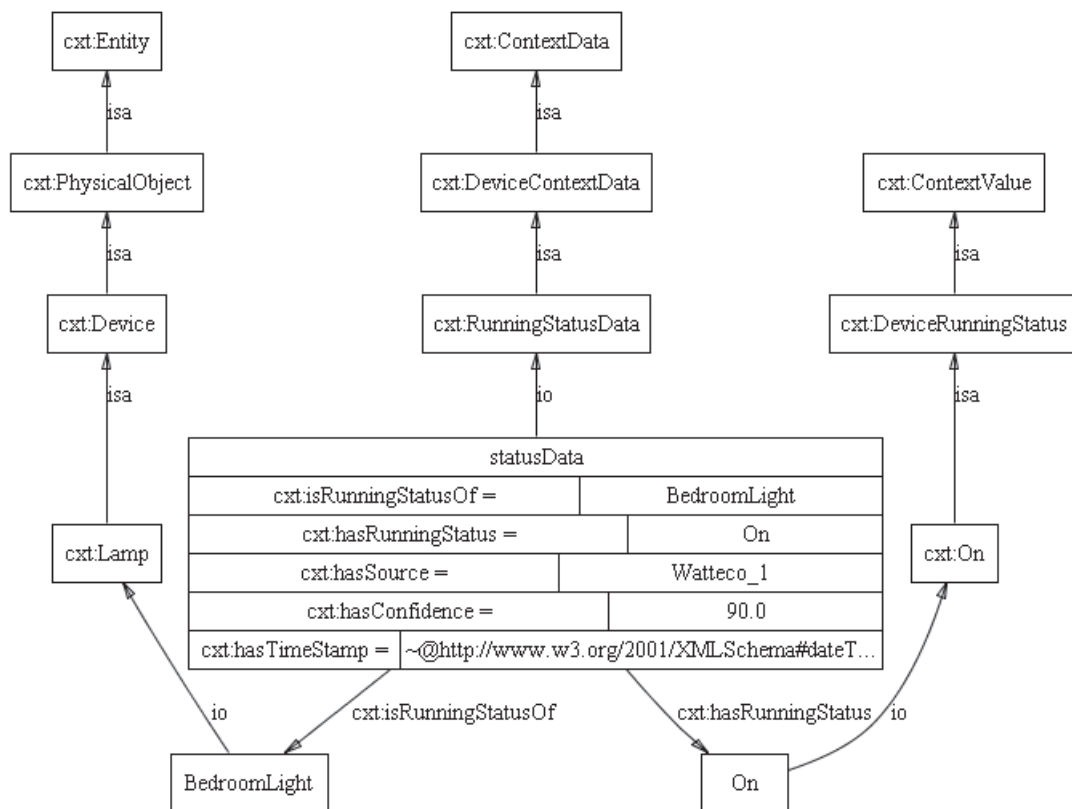 cxt:Entity
cxt:ContextData
isa
isa
cxt:PhysicalObject
cxt:DeviceContextData
cxt:ContextValue
isa
isa
isa
cxt:Device
cxt:RunningStatusData
cxt:DeviceRunningStatus
isa
io
isa
statusData
cxt:isRunningStatusOf = BedroomLight
cxt:hasRunningStatus = On
cxt:hasSource = Watteco_1
cxt:hasConfidence = 90.0
cxt:hasTimeStamp = ~@http://www.w3.org/2001/XMLSchema#dateT...
cxt:Lamp
cxt:On
io
cxt:isRunningStatusOf
cxt:hasRunningStatus
io
BedroomLight
On